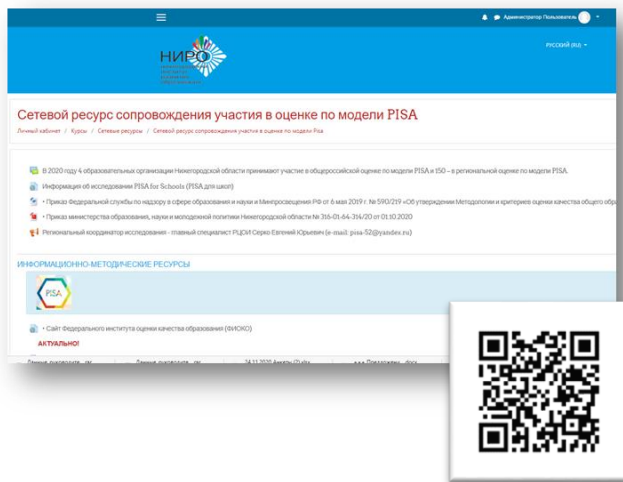 Администратор Пользователь
РУССКИЙ (RU)
НИРО
Сетевой ресурс сопровождения участия в оценке по модели PISA
Личный кабинет / Курсы / Сетевые ресурсы / Сетевой ресурс сопровождения участия в оценке по модели Pisa
В 2020 году 4 образовательных организации Нижегородской области принимают участие в общероссийской оценке по модели PISA и 150 – в региональной оценке по модели PISA.
Информация об исследовании PISA for Schools (PISA для школ)
• Приказ Федеральной службы по надзору в сфере образования и науки и Минпросвещения РФ от 6 мая 2019 г. № 590/219 «Об утверждении Методологии и критериев оценки качества общего обра
• Приказ министерства образования, науки и молодежной политики Нижегородской области № 316-01-64-314/20 от 01.10.2020
Региональный координатор исследования - главный специалист РЦОИ Серко Евгений Юрьевич (e-mail: pisa-52@yandex.ru)
ИНФОРМАЦИОННО-МЕТОДИЧЕСКИЕ РЕСУРСЫ
PISA
• Сайт Федерального института оценки качества образования (ФИОКО)
АКТУАЛЬНО!